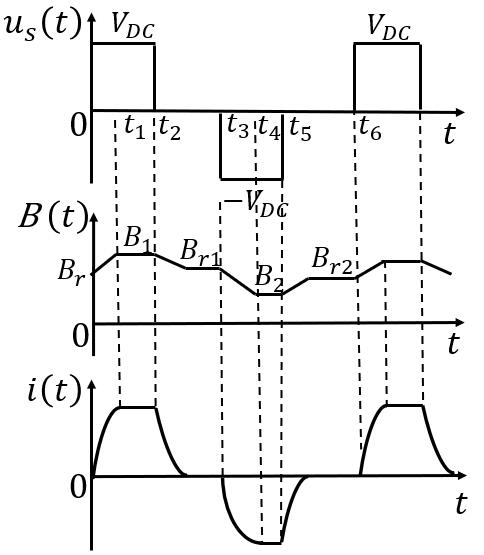 u_s(t) V_DC V_DC
0 t_1 t_2 t_3 t_4 t_5 t_6 t
-V_DC
B(t)
B_r B_1 B_r1 B_2 B_r2
0 t
i(t)
0 t